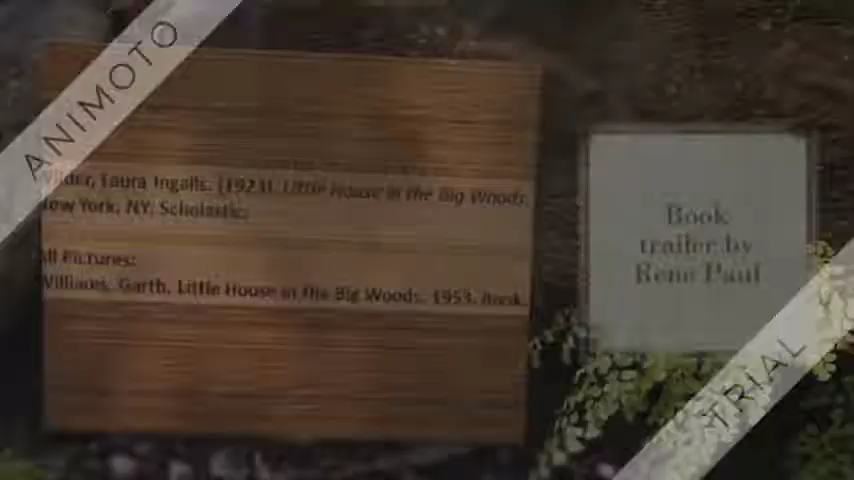 ANIMOTO
Wilder, Laura Ingalls. (1923). Little House in the Big Woods.
New York, NY: Scholastic.
All Pictures:
Williams, Garth. Little House in the Big Woods. 1953. Book.
Book
trailer by
Rene Paul
TRIAL